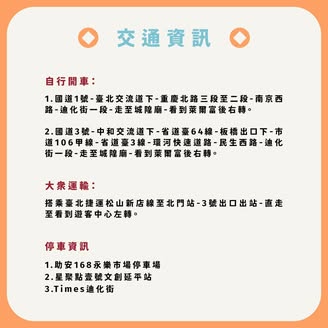 交通資訊
自行開車：
1.國道1號-臺北交流道下-重慶北路三段至二段-南京西
路-迪化街一段-走至城隍廟-看到萊爾富後右轉。
2.國道3號-中和交流道下-省道臺64線-板橋出口下-市
道106甲線-省道臺3線-環河快速道路-民生西路-迪化
街一段-走至城隍廟-看到萊爾富後右轉。
大眾運輸：
搭乘臺北捷運松山新店線至北門站-3號出口出站-直走
至看到遊客中心左轉。
停車資訊
1.助安168永樂市場停車場
2.星聚點壹號文創延平站
3.Times迪化街